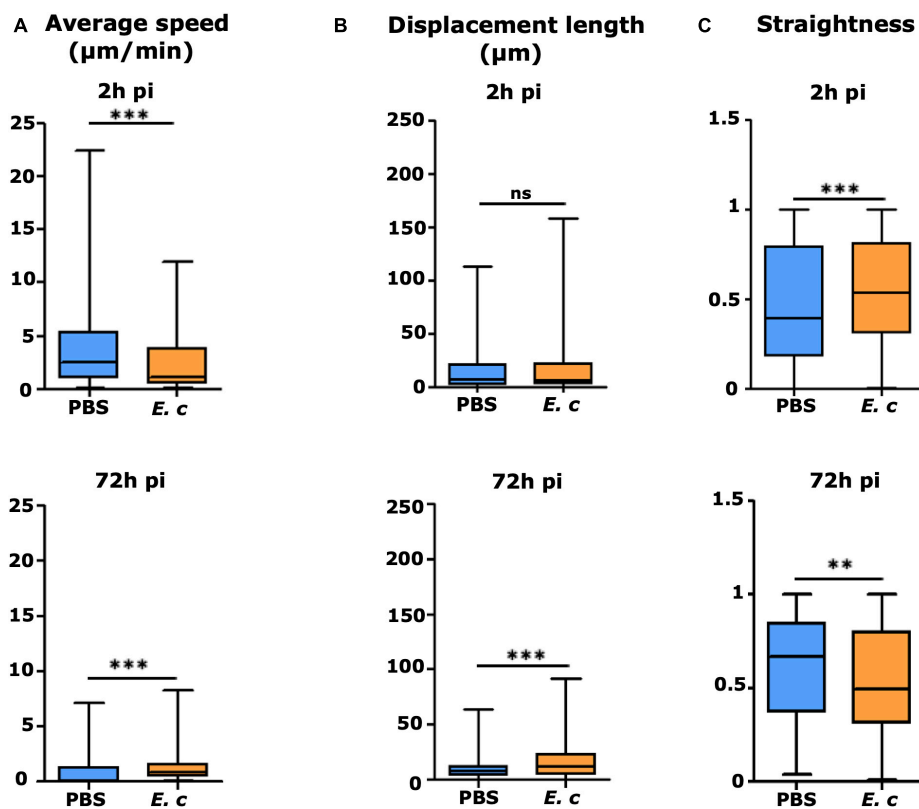 A Average speed (µm/min)
B Displacement length (µm)
C Straightness
2h pi
***
25
20
15
10
5
0
PBS E. c
2h pi
250
200
150
100
50
0
ns
PBS E. c
2h pi
1.5
1
0.5
0
***
PBS E. c
72h pi
25
20
15
10
5
0
***
PBS E. c
72h pi
250
200
150
100
50
0
***
PBS E. c
72h pi
1.5
1
0.5
0
**
PBS E. c